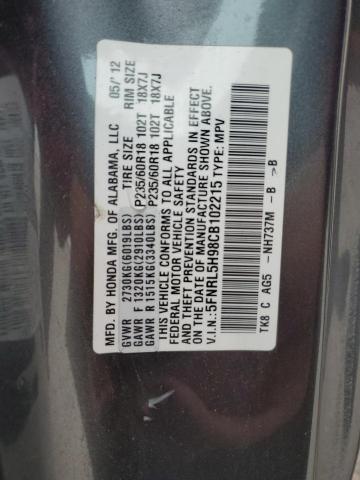 MFD. BY HONDA MFG. OF ALABAMA, LLC 05/'12
TIRE SIZE RIM SIZE
GVWR 2730KG(6019LBS)
GAWR F 1320KG(2910LBS) P235/60R18 102T 18X7J
GAWR R 1515KG(3340LBS) P235/60R18 102T 18X7J
THIS VEHICLE CONFORMS TO ALL APPLICABLE
FEDERAL MOTOR VEHICLE SAFETY
AND THEFT PREVENTION STANDARDS IN EFFECT
ON THE DATE OF MANUFACTURE SHOWN ABOVE.
V.I.N.: 5FNRL5H98CB102215 TYPE: MPV
TK8 C AG5 - NH737M - B >B